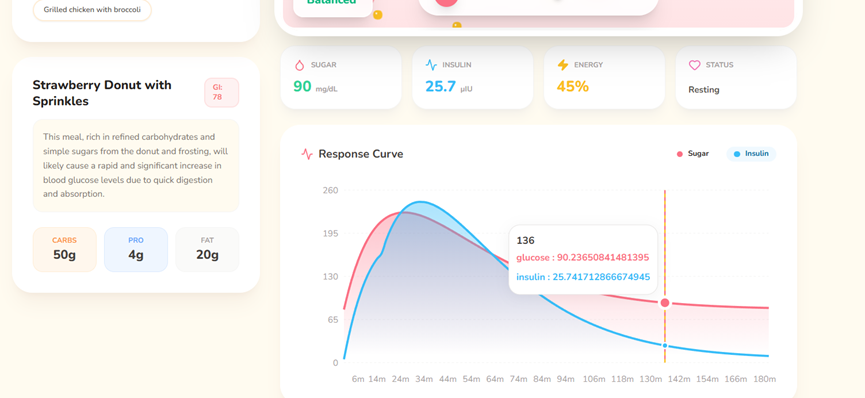 Balanced
Grilled chicken with broccoli
Strawberry Donut with
Sprinkles
GI:
78
This meal, rich in refined carbohydrates and
simple sugars from the donut and frosting, will
likely cause a rapid and significant increase in
blood glucose levels due to quick digestion
and absorption.
CARBS
50g
PRO
4g
FAT
20g
SUGAR
90 mg/dL
INSULIN
25.7 μIU
ENERGY
45%
STATUS
Resting
Response Curve
Sugar
Insulin
260
195
130
65
0
136
glucose : 90.23650841481395
insulin : 25.741712866674945
6m 14m 24m 34m 44m 54m 64m 74m 84m 94m 106m 118m 130m 142m 154m 166m 180m